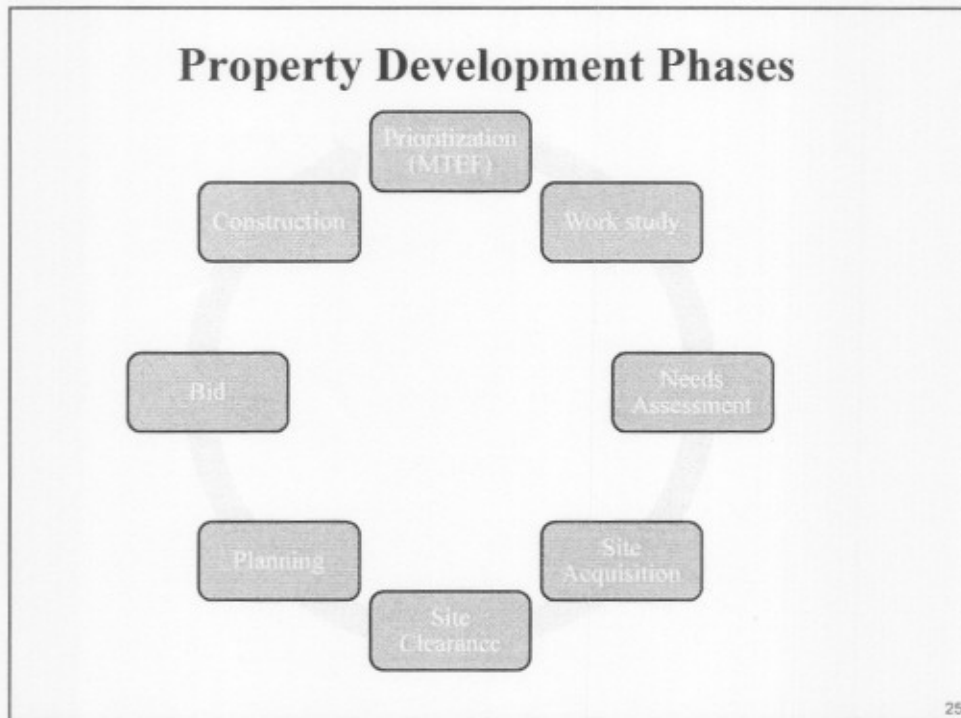 Property Development Phases
Prioritization
(MTEF)
Work study
Needs
Assessment
Site
Acquisition
Site
Clearance
Planning
Bid
Construction
25